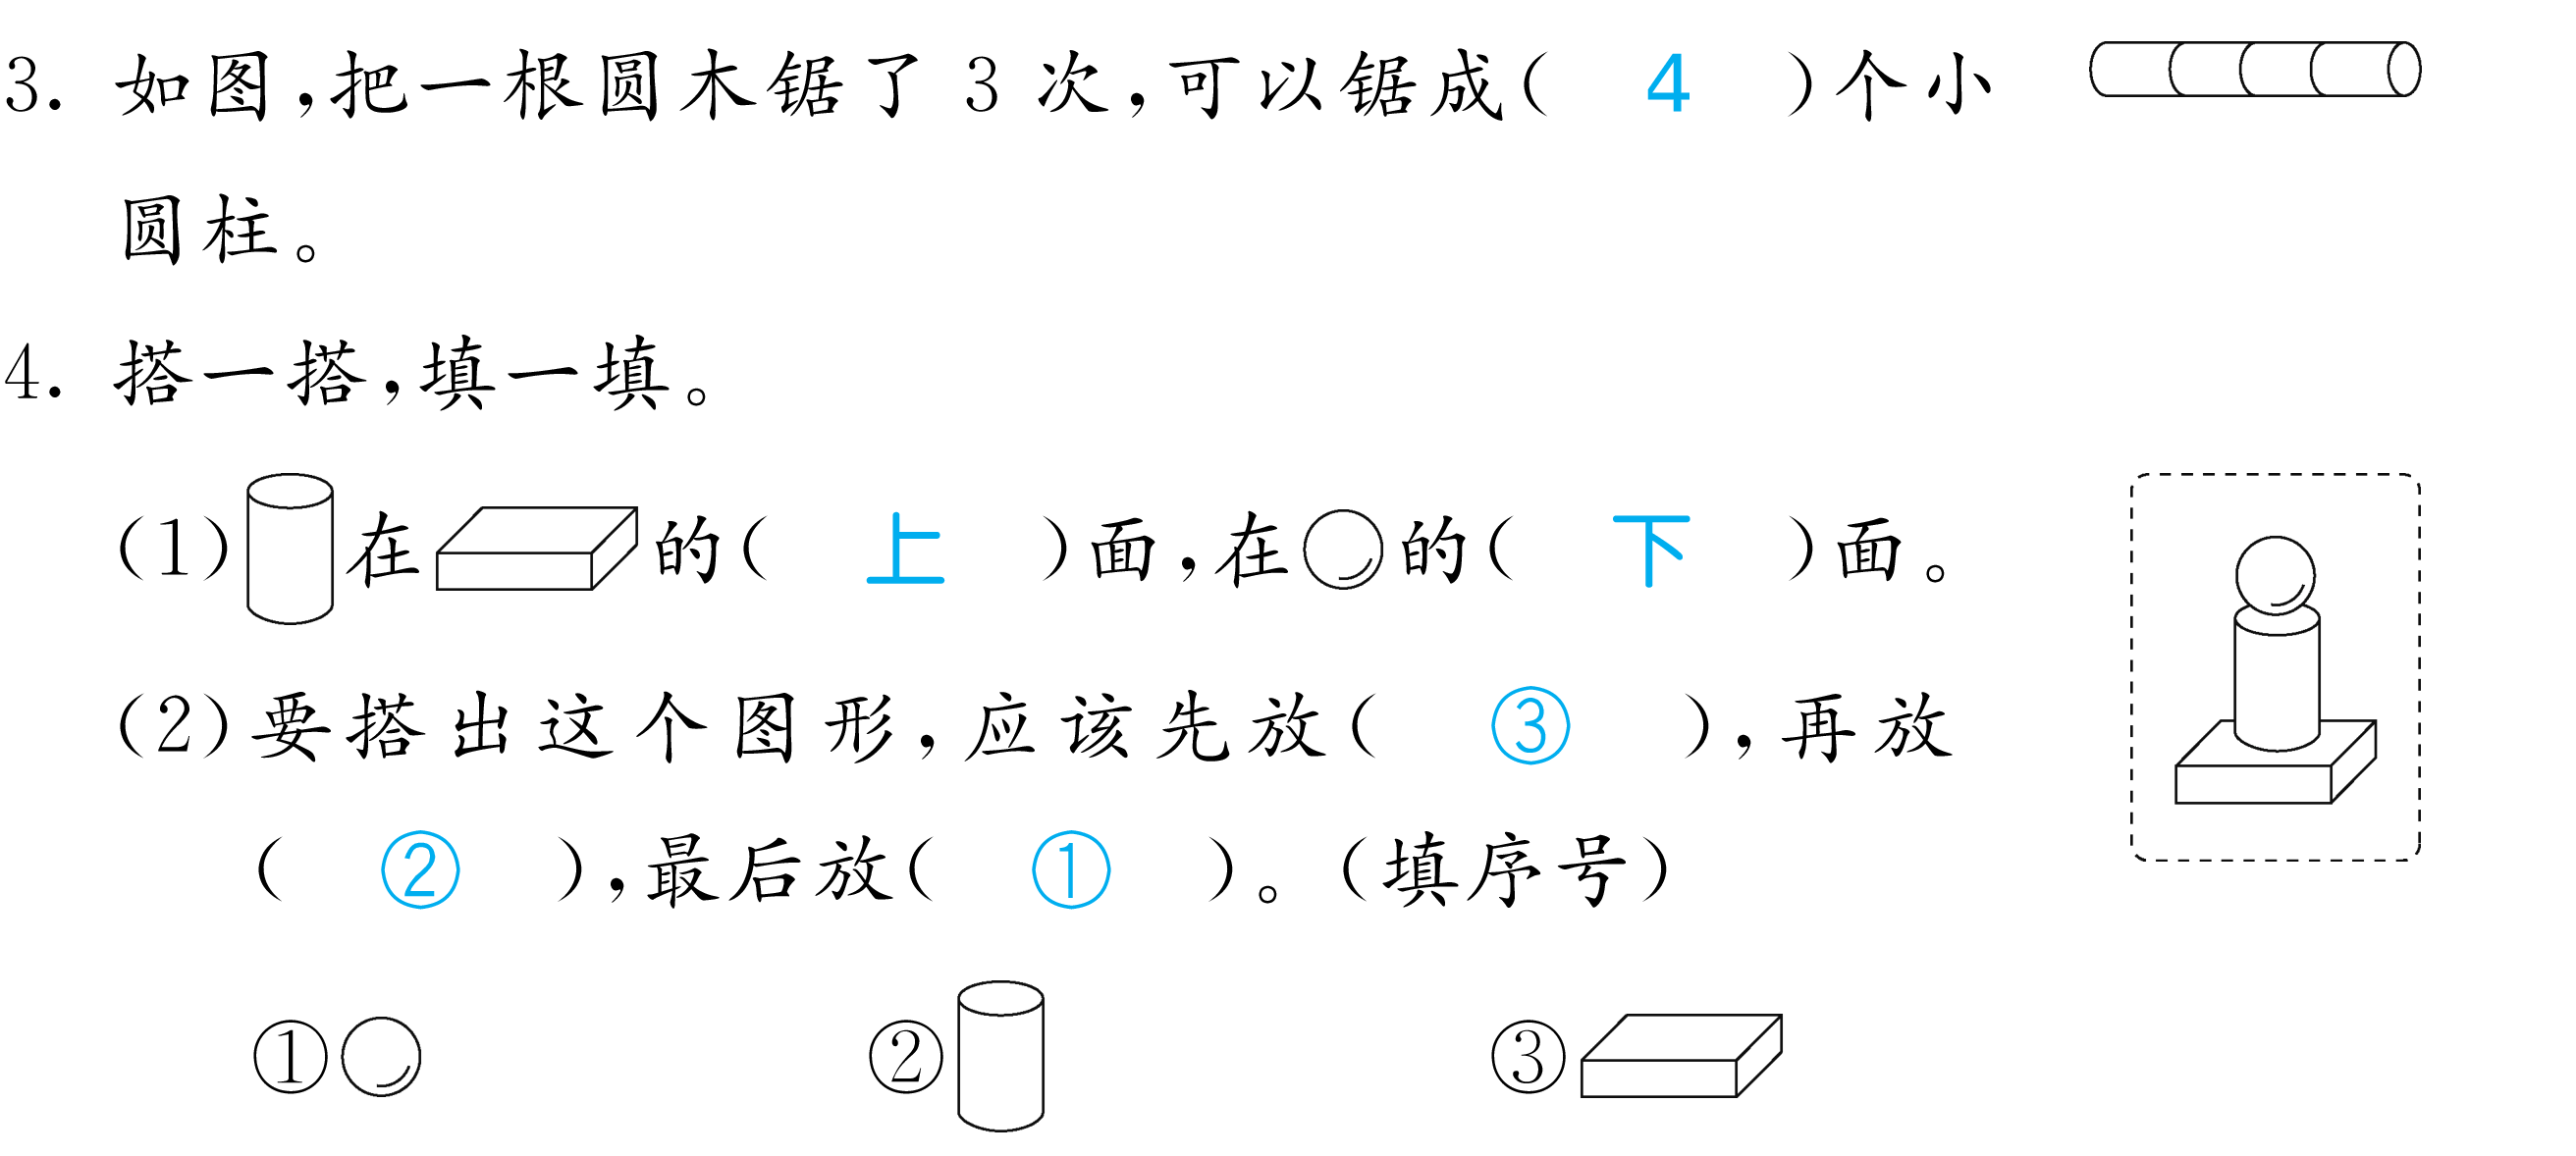 3. 如图,把一根圆木锯了 3 次,可以锯成( 4 )个小
圆柱。
4. 搭一搭,填一填。
(1) 在 的( 上 )面,在 的( 下 )面。
(2)要搭出这个图形,应该先放( ③ ),再放
( ② ),最后放( ① )。(填序号)
① ② ③